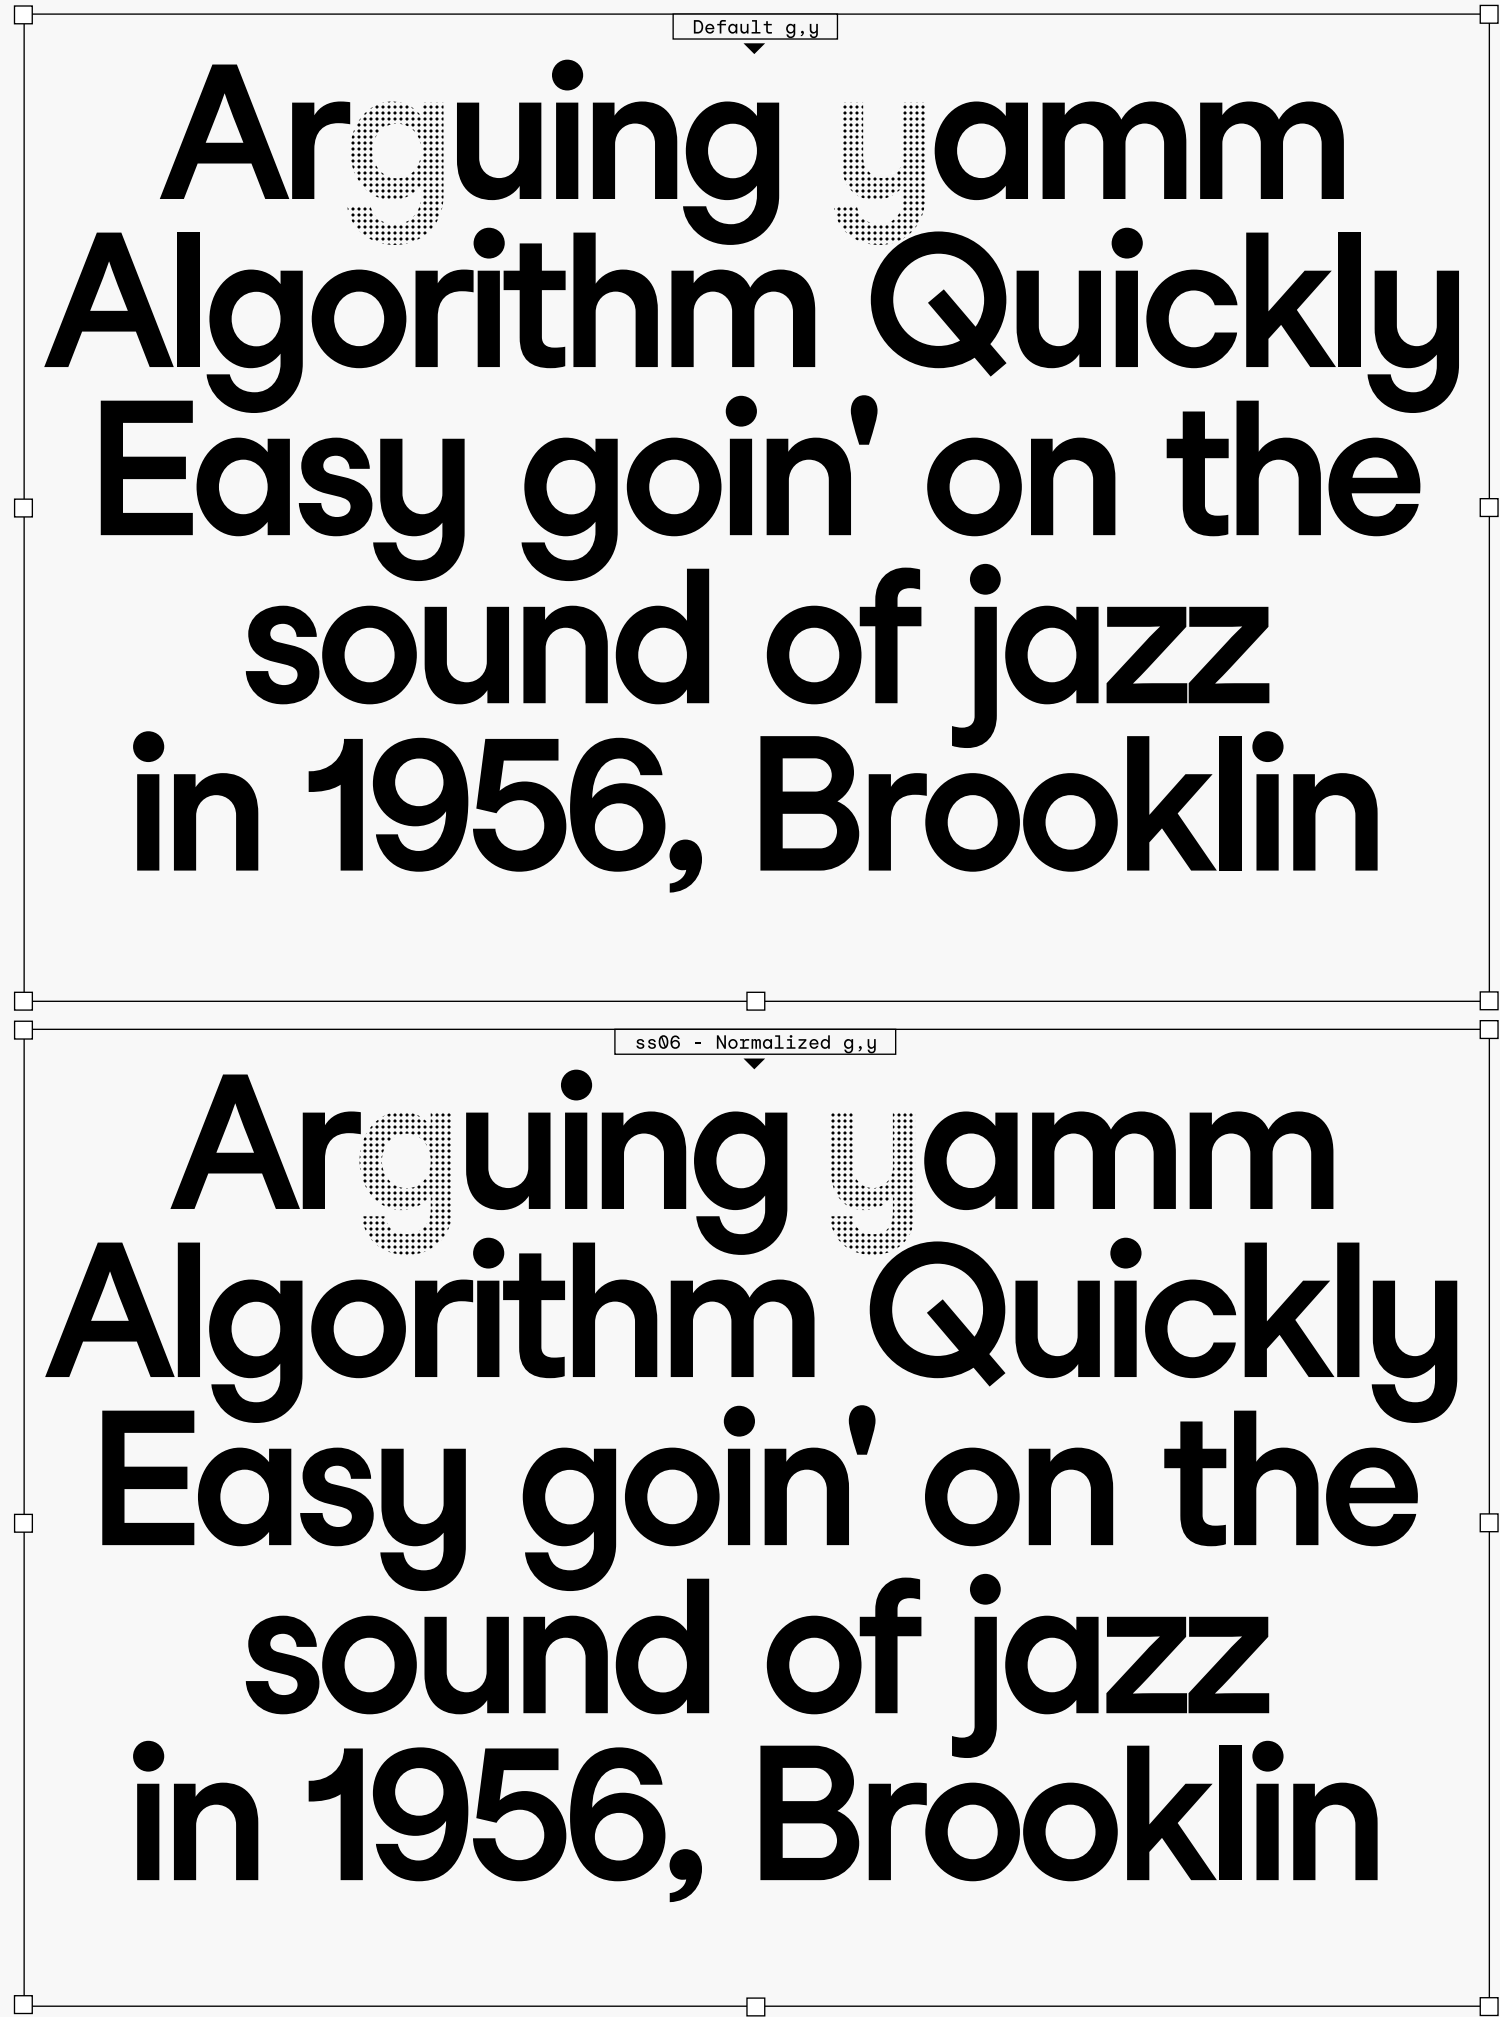 Default g,y
Arguing yamm
Algorithm Quickly
Easy goin' on the
sound of jazz
in 1956, Brooklin
ss06 - Normalized g,y
Arguing yamm
Algorithm Quickly
Easy goin' on the
sound of jazz
in 1956, Brooklin